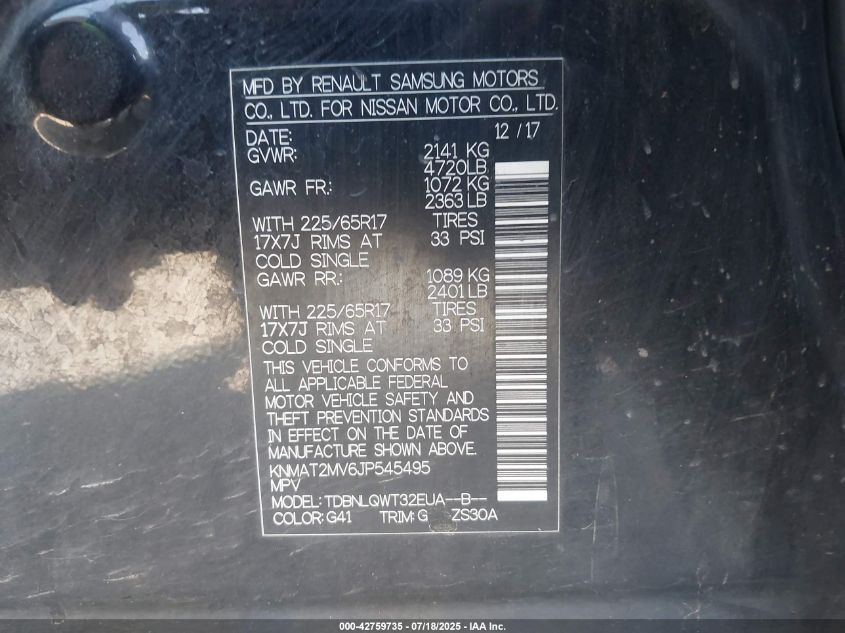 MFD BY RENAULT SAMSUNG MOTORS
CO., LTD. FOR NISSAN MOTOR CO., LTD.
DATE: 12 / 17
GVWR: 2141 KG
4720LB
GAWR FR.: 1072 KG
2363 LB
WITH 225/65R17 TIRES
17X7J RIMS AT 33 PSI
COLD SINGLE
GAWR RR.: 1089 KG
2401 LB
WITH 225/65R17 TIRES
17X7J RIMS AT 33 PSI
COLD SINGLE
THIS VEHICLE CONFORMS TO
ALL APPLICABLE FEDERAL
MOTOR VEHICLE SAFETY AND
THEFT PREVENTION STANDARDS
IN EFFECT ON THE DATE OF
MANUFACTURE SHOWN ABOVE.
KNMAT2MV6JP545495
MPV
MODEL: TDBNLQWT32EUA--B--
COLOR: G41 TRIM: G ZS30A
000-42759735 - 07/18/2025 - IAA Inc.